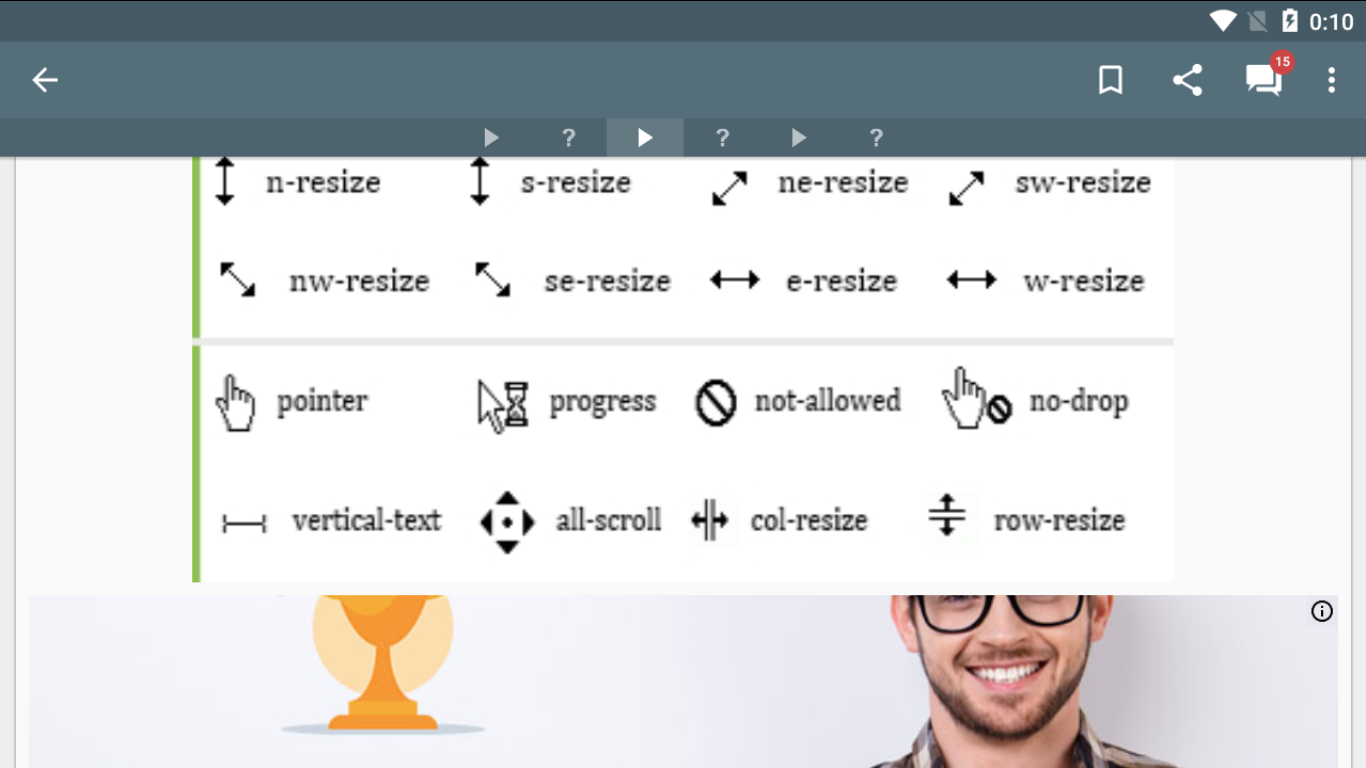 0:10
15
? ? ?
n-resize s-resize ne-resize sw-resize
nw-resize se-resize e-resize w-resize
pointer progress not-allowed no-drop
vertical-text all-scroll col-resize row-resize